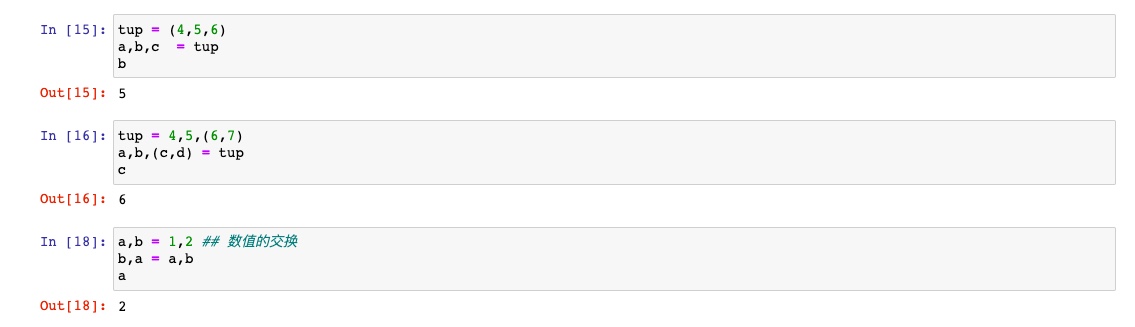 In [15]: tup = (4,5,6)
a,b,c  = tup
b
Out[15]: 5
In [16]: tup = 4,5,(6,7)
a,b,(c,d) = tup
c
Out[16]: 6
In [18]: a,b = 1,2 ## 数值的交换
b,a = a,b
a
Out[18]: 2